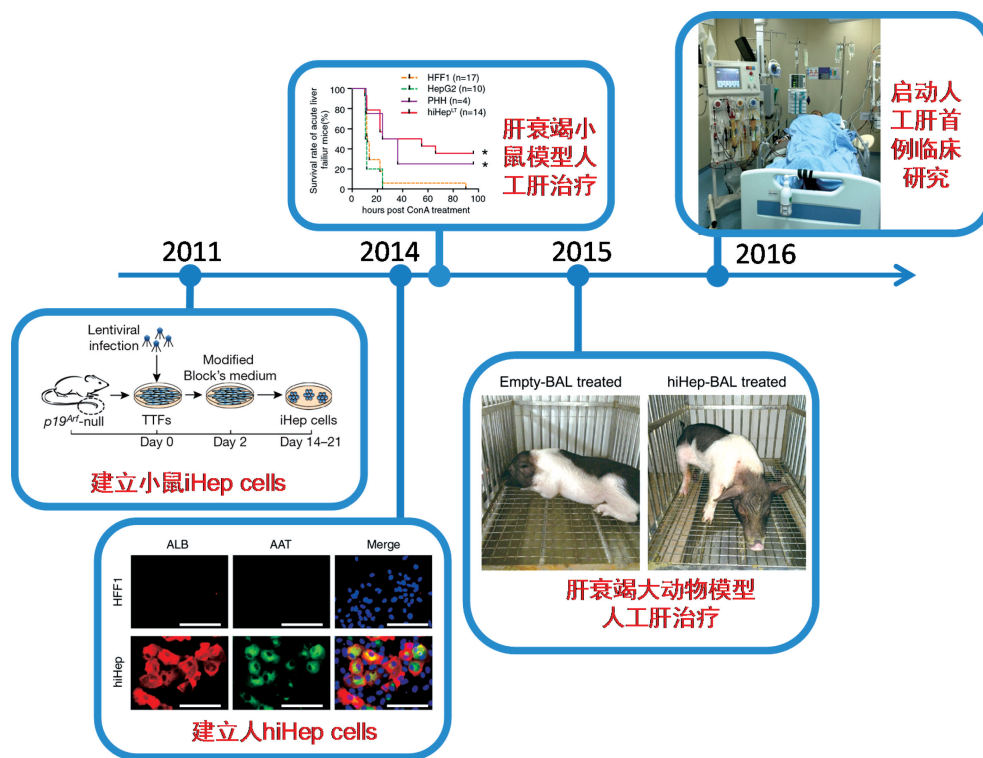 HFF1 (n=17)
HepG2 (n=10)
PHH (n=4)
hiHepLT (n=14)
Survival rate of acute liver
failiur mice(%)
100
80
60
40
20
0
*
*
0 20 40 60 80 100
hours post ConA treatment
肝衰竭小
鼠模型人
工肝治疗
启动人
工肝首
例临床
研究
2011
2014
2015
2016
Lentiviral
infection
Modified
Block's medium
p19Arf-null
TTFs
iHep cells
Day 0
Day 2
Day 14–21
建立小鼠iHep cells
ALB
AAT
Merge
HFF1
hiHep
建立人hiHep cells
Empty-BAL treated
hiHep-BAL treated
肝衰竭大动物模型
人工肝治疗